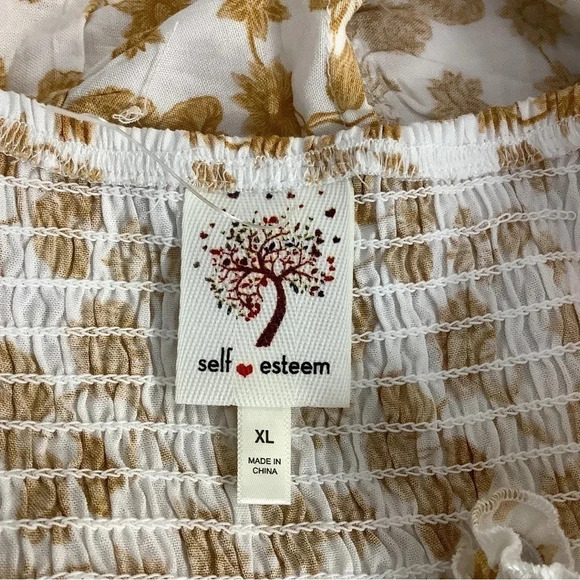 self esteem
XL
MADE IN
CHINA